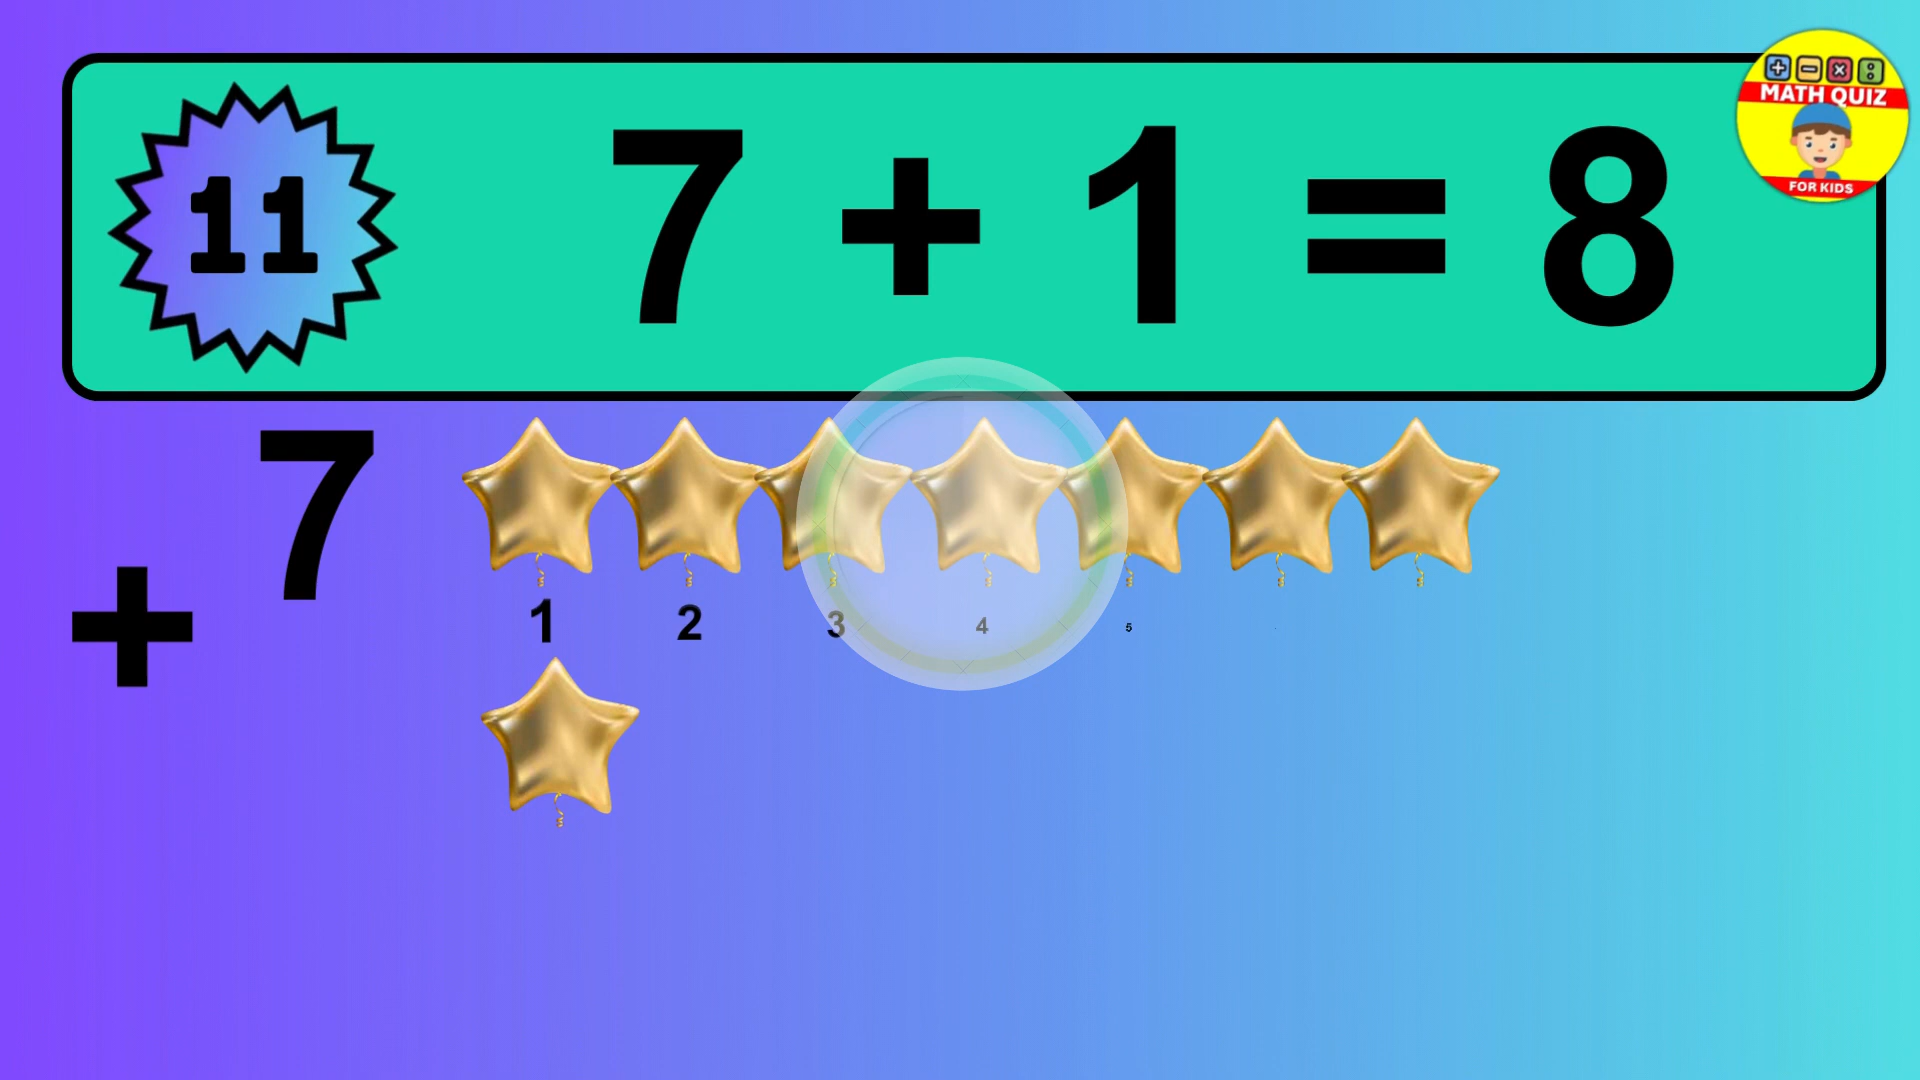 11
7 + 1 = 8
+ - × :
MATH QUIZ
FOR KIDS
7
+
1 2 3 4 5